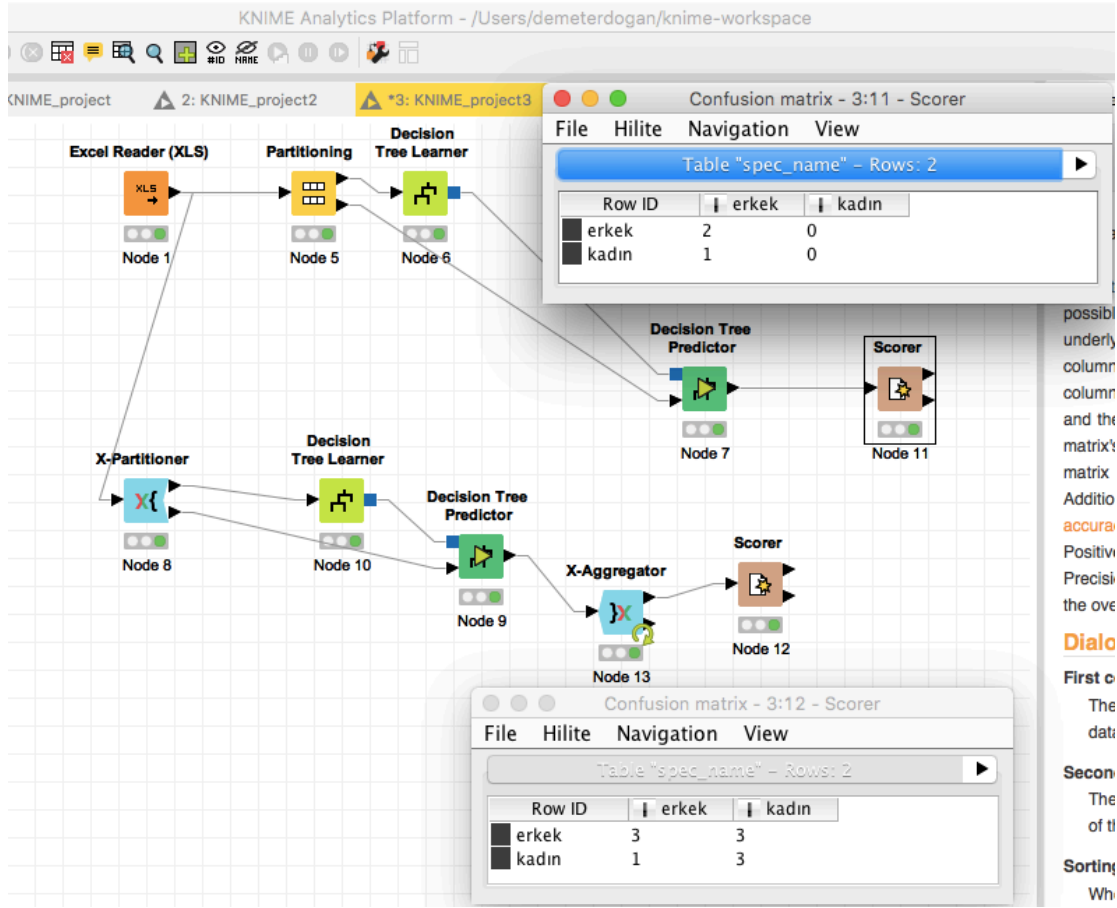 KNIME Analytics Platform - /Users/demeterdogan/knime-workspace
#ID
NAME
KNIME_project
2: KNIME_project2
*3: KNIME_project3
Confusion matrix - 3:11 - Scorer
File Hilite Navigation View
Table "spec_name" – Rows: 2
Row ID erkek kadın
erkek 2 0
kadın 1 0
Excel Reader (XLS)
XLS
Node 1
Partitioning
Node 5
Decision
Tree Learner
Node 6
Decision Tree
Predictor
Node 7
Scorer
Node 11
X-Partitioner
Node 8
Decision
Tree Learner
Node 10
Decision Tree
Predictor
Node 9
X-Aggregator
Node 13
Scorer
Node 12
Confusion matrix - 3:12 - Scorer
File Hilite Navigation View
Table "spec_name" – Rows: 2
Row ID erkek kadın
erkek 3 3
kadın 1 3
possibl
underly
column
column
and the
matrix's
matrix
Additio
accurac
Positive
Precisi
the ove
Dialo
First c
The
data
Secon
The
of th
Sorting
Whe